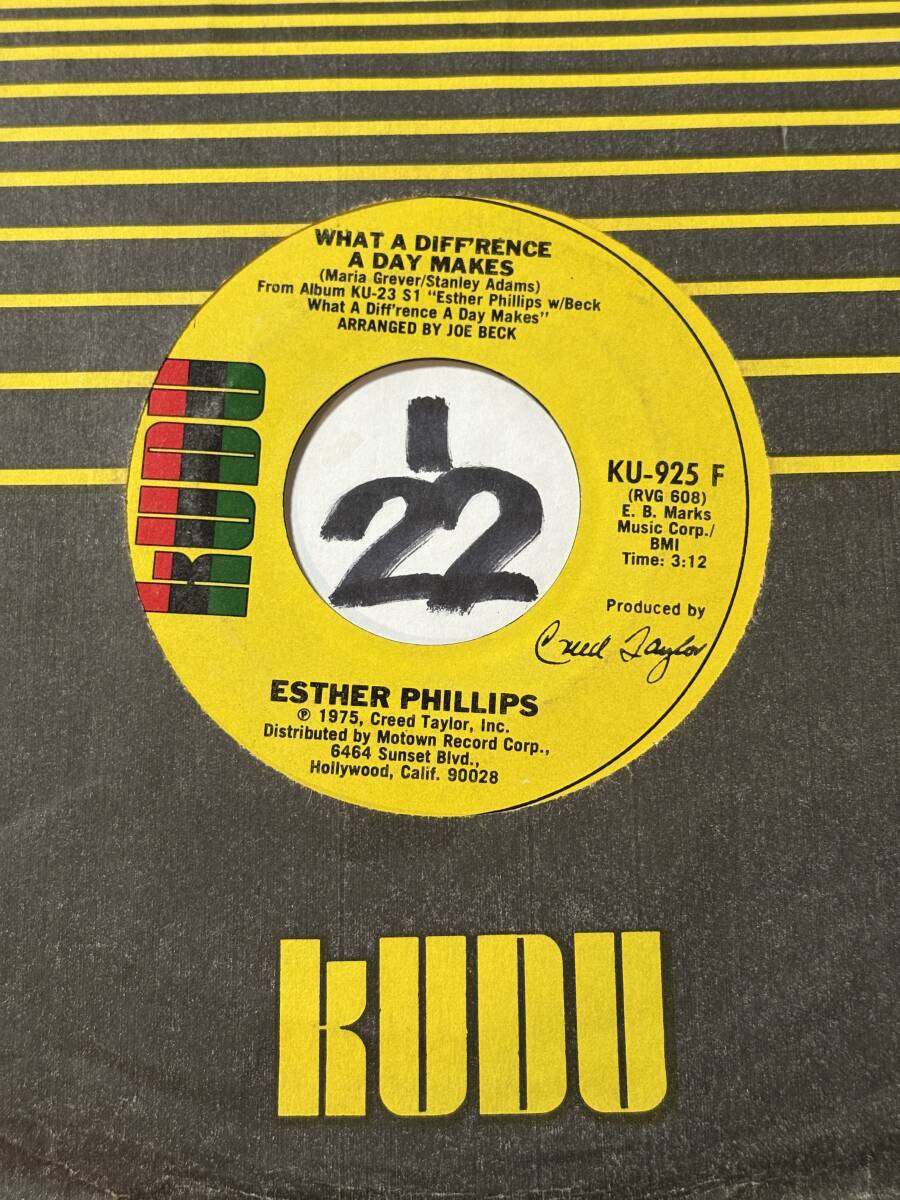 WHAT A DIFF'RENCE
A DAY MAKES
(Maria Grever/Stanley Adams)
From Album KU-23 S1 "Esther Phillips w/Beck
What A Diff'rence A Day Makes"
ARRANGED BY JOE BECK
KUDU
1
22
KU-925 F
(RVG 608)
E. B. Marks
Music Corp./
BMI
Time: 3:12
Produced by
Creed Taylor
ESTHER PHILLIPS
℗ 1975, Creed Taylor, Inc.
Distributed by Motown Record Corp.,
6464 Sunset Blvd.,
Hollywood, Calif. 90028
kUDU